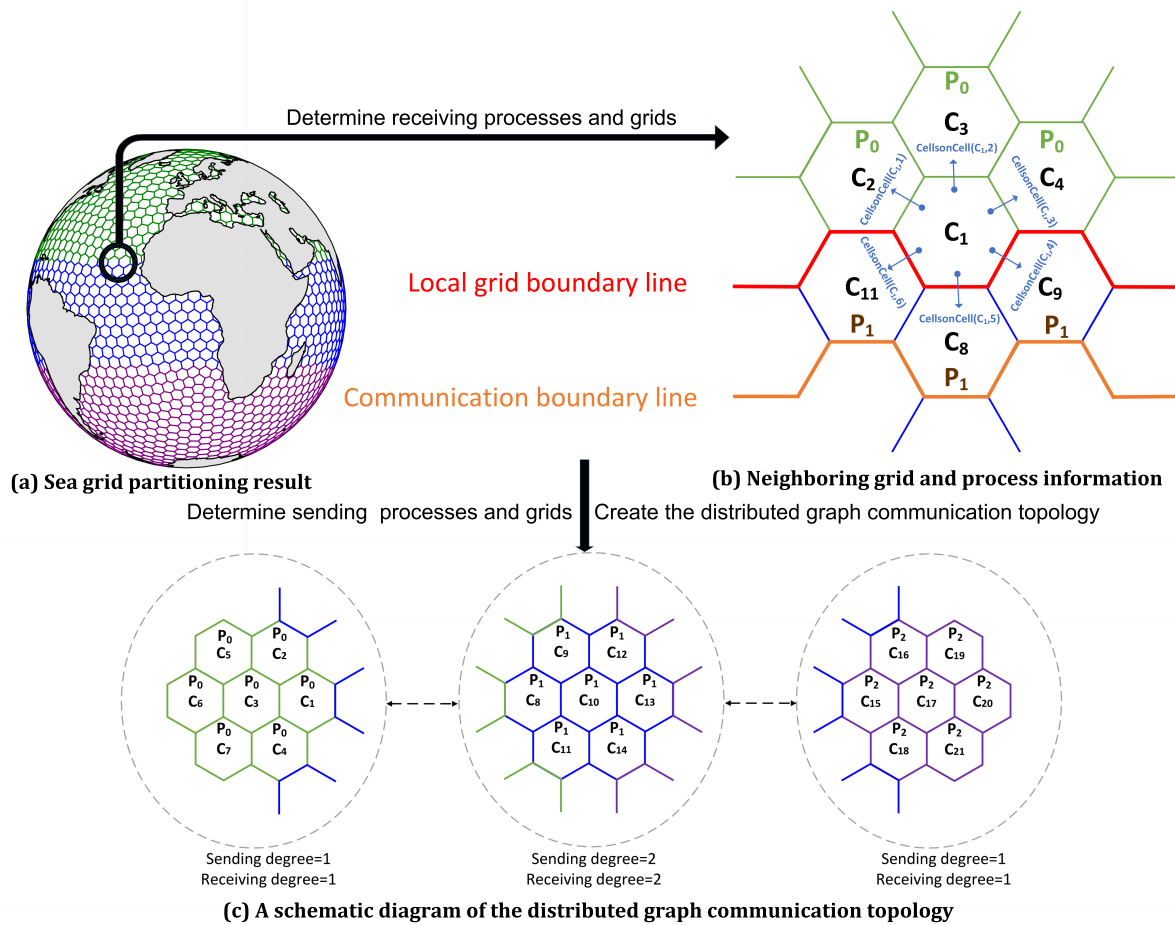 Determine receiving processes and grids
P0
C3
CellsonCell(C1,2)
P0
C2
CellsonCell(C1,1)
P0
C4
CellsonCell(C1,3)
C1
Local grid boundary line
C11
P1
CellsonCell(C1,6)
CellsonCell(C1,4)
C9
P1
CellsonCell(C1,5)
C8
P1
Communication boundary line
(a) Sea grid partitioning result
(b) Neighboring grid and process information
Determine sending processes and grids
Create the distributed graph communication topology
P0
C5
P0
C2
P0
C6
P0
C3
P0
C1
P0
C7
P0
C4
P1
C9
P1
C12
P1
C8
P1
C10
P1
C13
P1
C11
P1
C14
P2
C16
P2
C19
P2
C15
P2
C17
P2
C20
P2
C18
P2
C21
Sending degree=1
Receiving degree=1
Sending degree=2
Receiving degree=2
Sending degree=1
Receiving degree=1
(c) A schematic diagram of the distributed graph communication topology